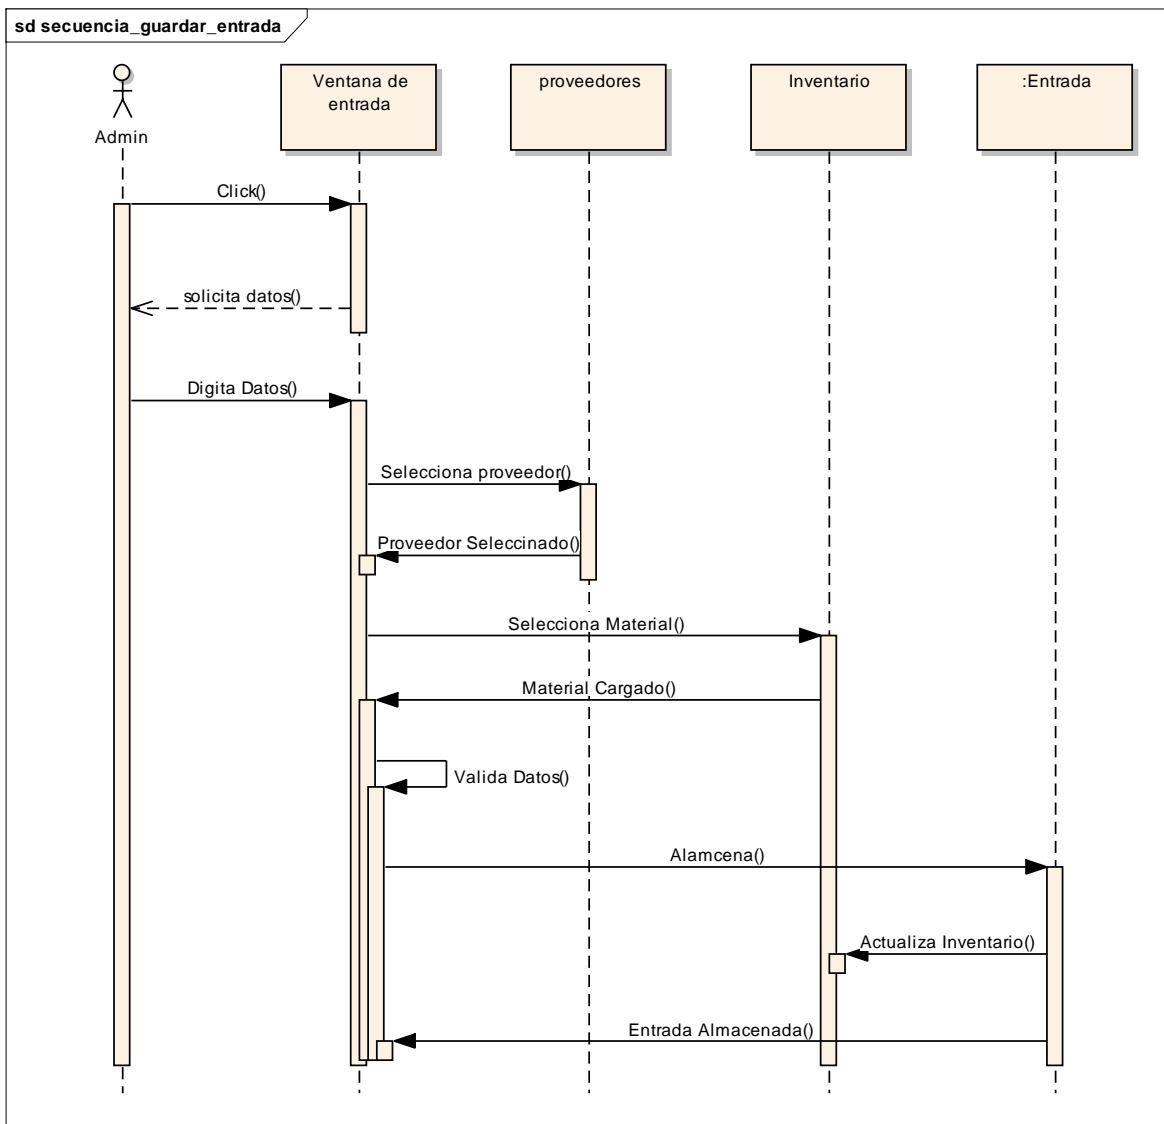 sd secuencia_guardar_entrada
Admin
Ventana de
entrada
proveedores
Inventario
:Entrada
Click()
solicita datos()
Digita Datos()
Selecciona proveedor()
Proveedor Seleccinado()
Selecciona Material()
Material Cargado()
Valida Datos()
Alamcena()
Actualiza Inventario()
Entrada Almacenada()